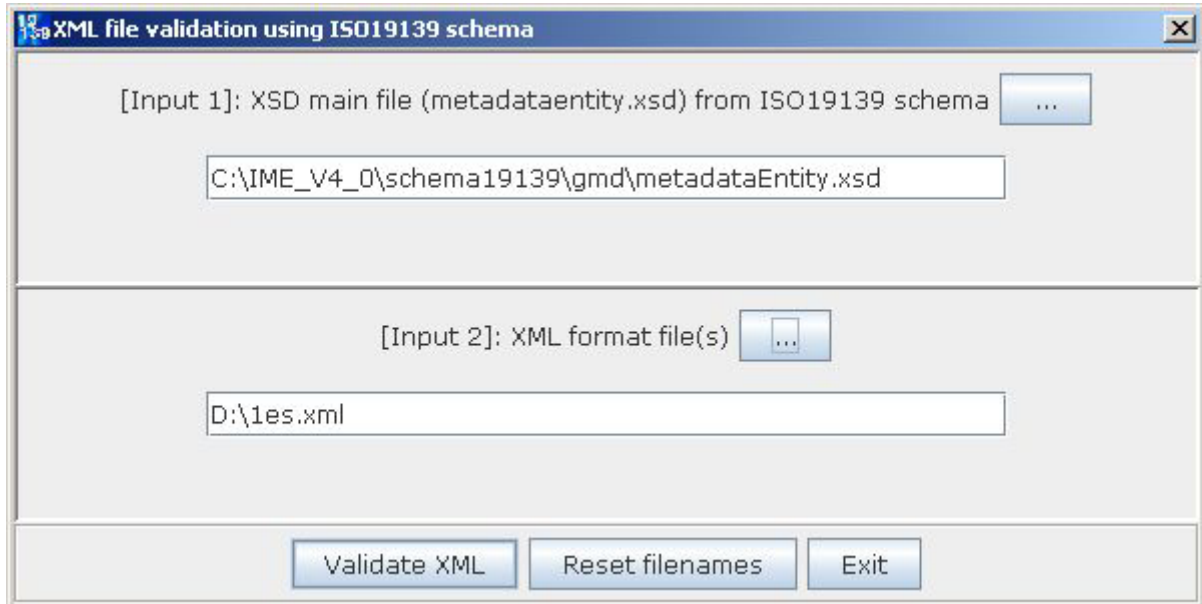 XML file validation using ISO19139 schema
[Input 1]: XSD main file (metadataentity.xsd) from ISO19139 schema ...
C:\IME_V4_0\schema19139\gmd\metadataEntity.xsd
[Input 2]: XML format file(s) ...
D:\1es.xml
Validate XML Reset filenames Exit